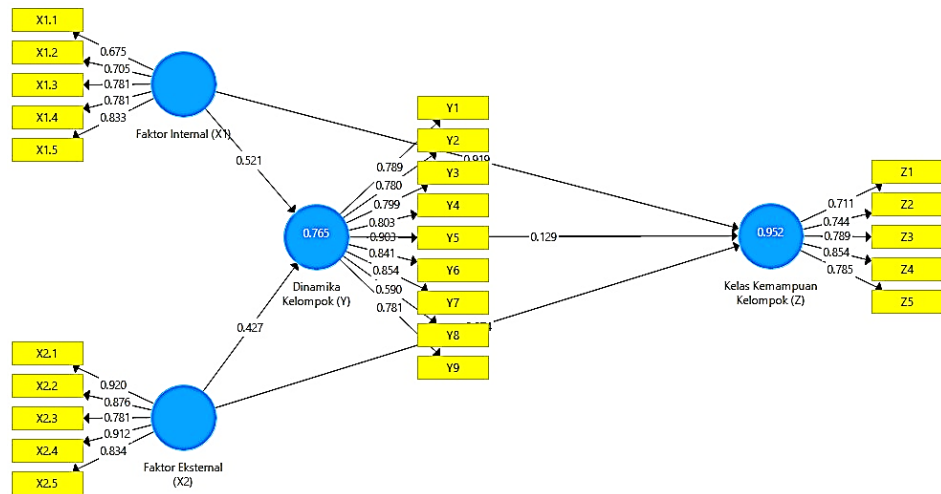 X1.1
X1.2
X1.3
X1.4
X1.5
0.675
0.705
0.781
0.781
0.833
Faktor Internal (X1)
0.521
0.919
Y1
Y2
Y3
Y4
Y5
Y6
Y7
Y8
Y9
0.789
0.780
0.799
0.803
0.903
0.841
0.854
0.590
0.781
0.765
Dinamika
Kelompok (Y)
0.129
0.952
Kelas Kemampuan
Kelompok (Z)
0.711
0.744
0.789
0.854
0.785
Z1
Z2
Z3
Z4
Z5
0.427
X2.1
X2.2
X2.3
X2.4
X2.5
0.920
0.876
0.781
0.912
0.834
Faktor Eksternal
(X2)